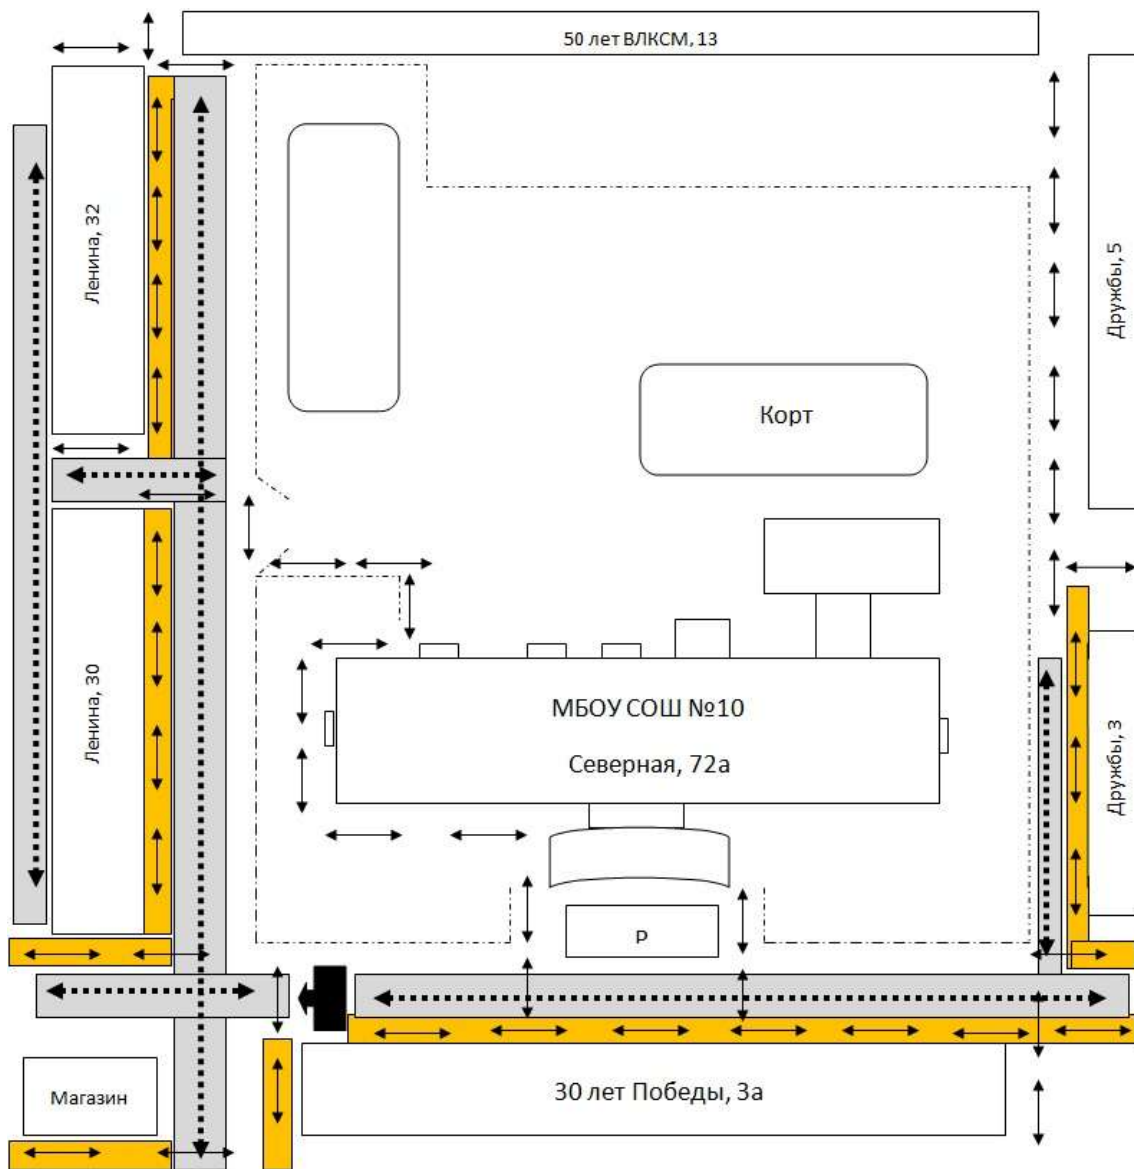 50 лет ВЛКСМ, 13
Ленина, 32
Дружбы, 5
Корт
Ленина, 30
МБОУ СОШ №10
Северная, 72а
Дружбы, 3
Р
Магазин
30 лет Победы, 3а